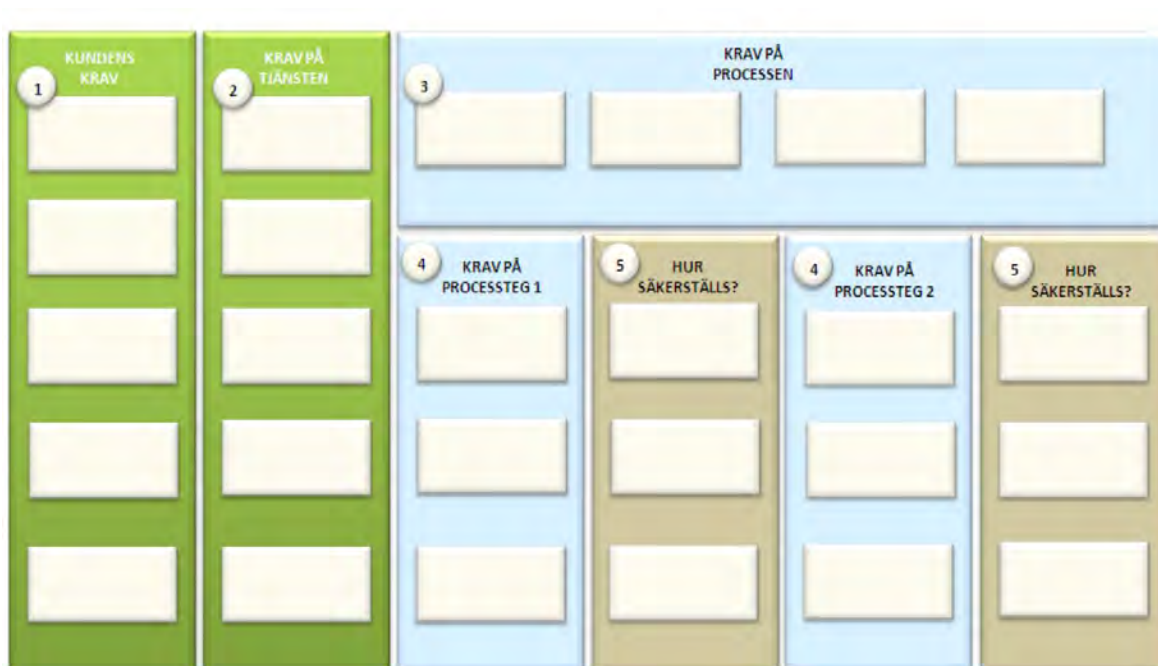 KUNDENS
KRAV
1
KRAV PÅ
TJÄNSTEN
2
KRAV PÅ
PROCESSEN
3
4
KRAV PÅ
PROCESSTEG 1
5
HUR
SÄKERSTÄLLS?
4
KRAV PÅ
PROCESSTEG 2
5
HUR
SÄKERSTÄLLS?